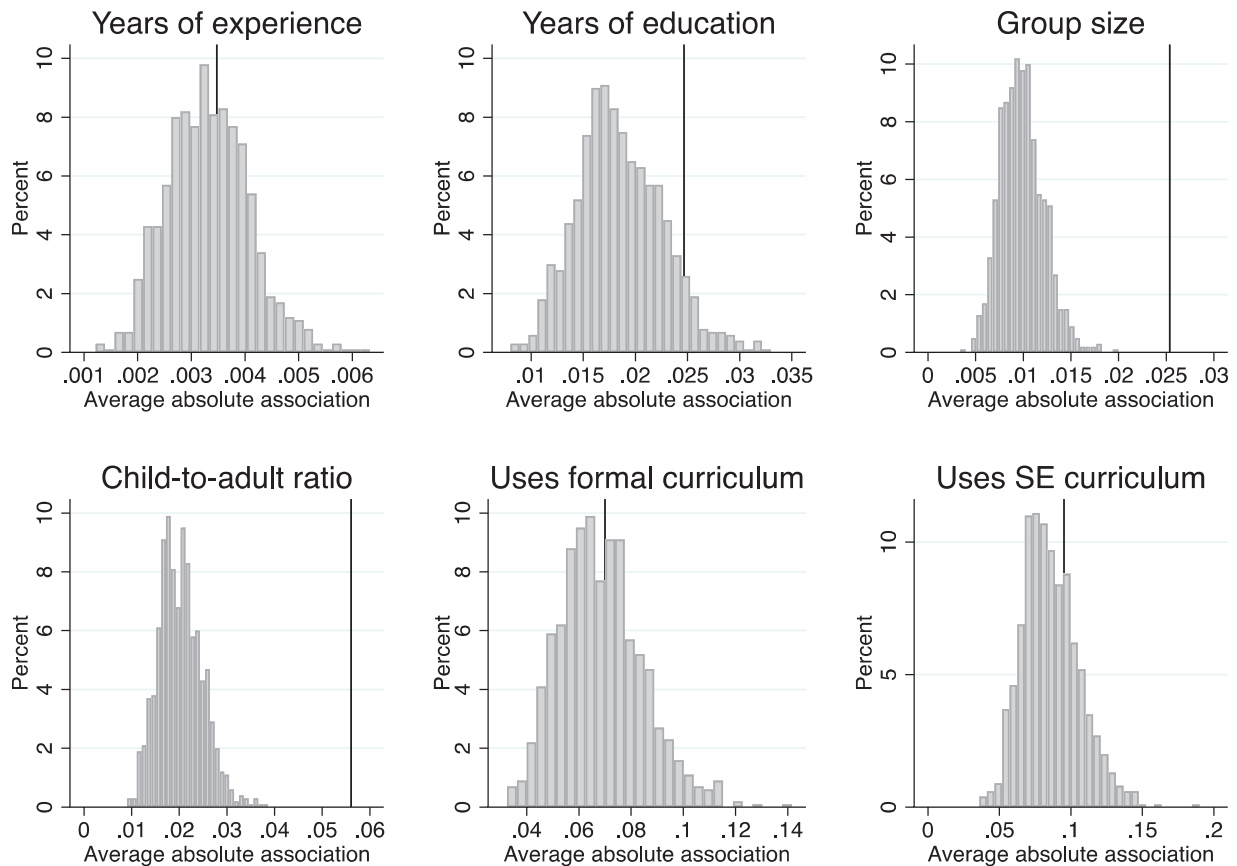 Years of experience
Percent
0 2 4 6 8 10
.001 .002 .003 .004 .005 .006
Average absolute association
Years of education
Percent
0 2 4 6 8 10
.01 .015 .02 .025 .03 .035
Average absolute association
Group size
Percent
0 2 4 6 8 10
0 .005 .01 .015 .02 .025 .03
Average absolute association
Child-to-adult ratio
Percent
0 2 4 6 8 10
0 .01 .02 .03 .04 .05 .06
Average absolute association
Uses formal curriculum
Percent
0 2 4 6 8 10
.04 .06 .08 .1 .12 .14
Average absolute association
Uses SE curriculum
Percent
0 5 10
0 .05 .1 .15 .2
Average absolute association